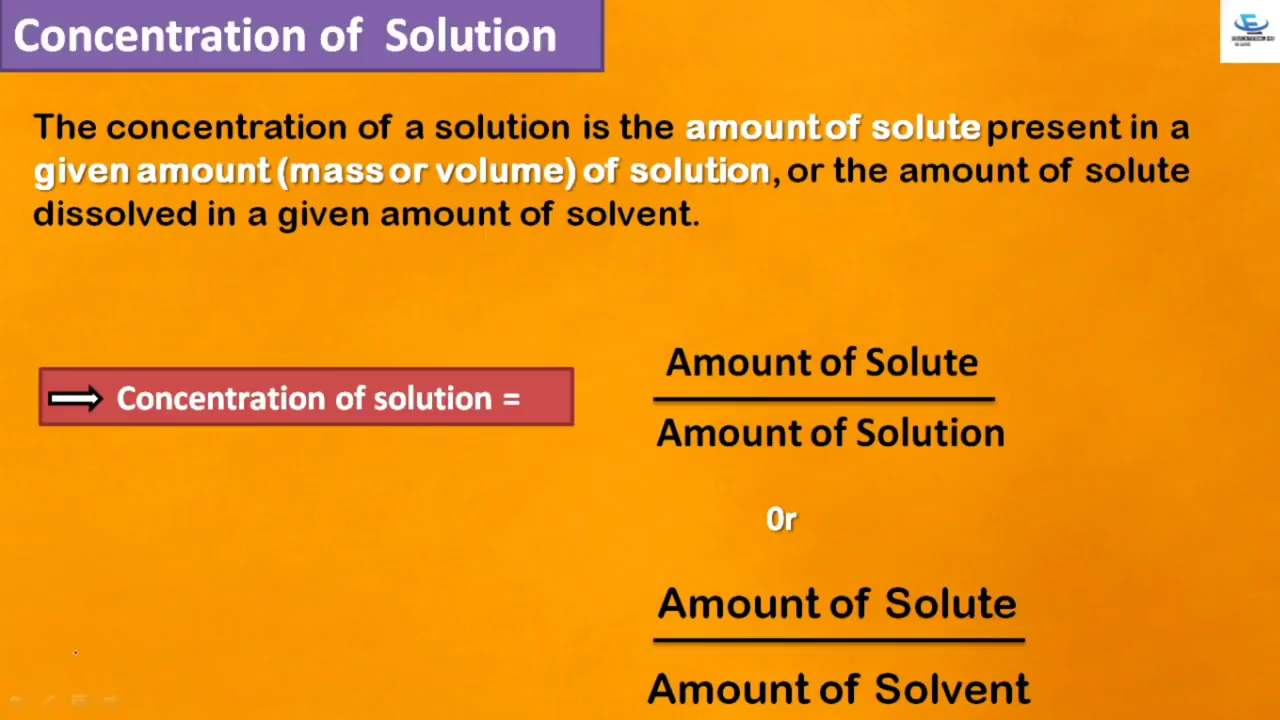 Concentration of Solution
The concentration of a solution is the amount of solute present in a
given amount (mass or volume) of solution, or the amount of solute
dissolved in a given amount of solvent.
Concentration of solution =
Amount of Solute
Amount of Solution
Or
Amount of Solute
Amount of Solvent